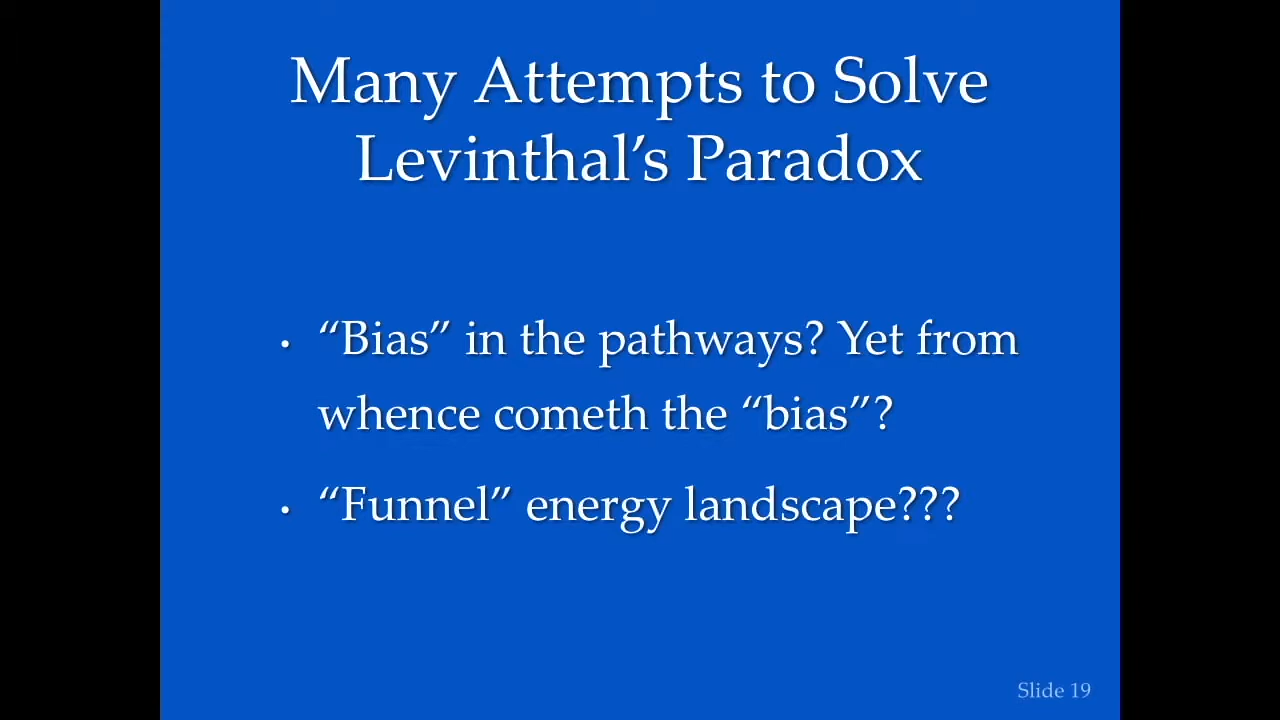 Many Attempts to Solve
Levinthal’s Paradox
• “Bias” in the pathways? Yet from
whence cometh the “bias”?
• “Funnel” energy landscape???
Slide 19